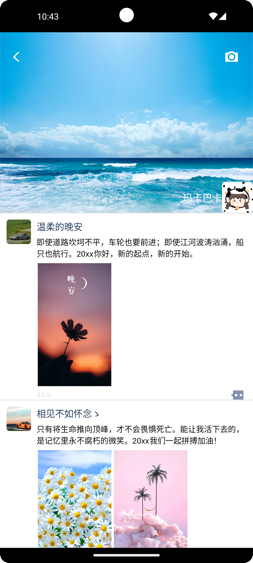 10:43
玛卡巴卡
温柔的晚安
即使道路坎坷不平，车轮也要前进；即使江河波涛汹涌，船
只也航行。20xx你好，新的起点，新的开始。
晚
安
相见不如怀念 >
只有将生命推向顶峰，才不会畏惧死亡。能让我活下去的，
是记忆里永不腐朽的微笑。20xx我们一起拼搏加油！